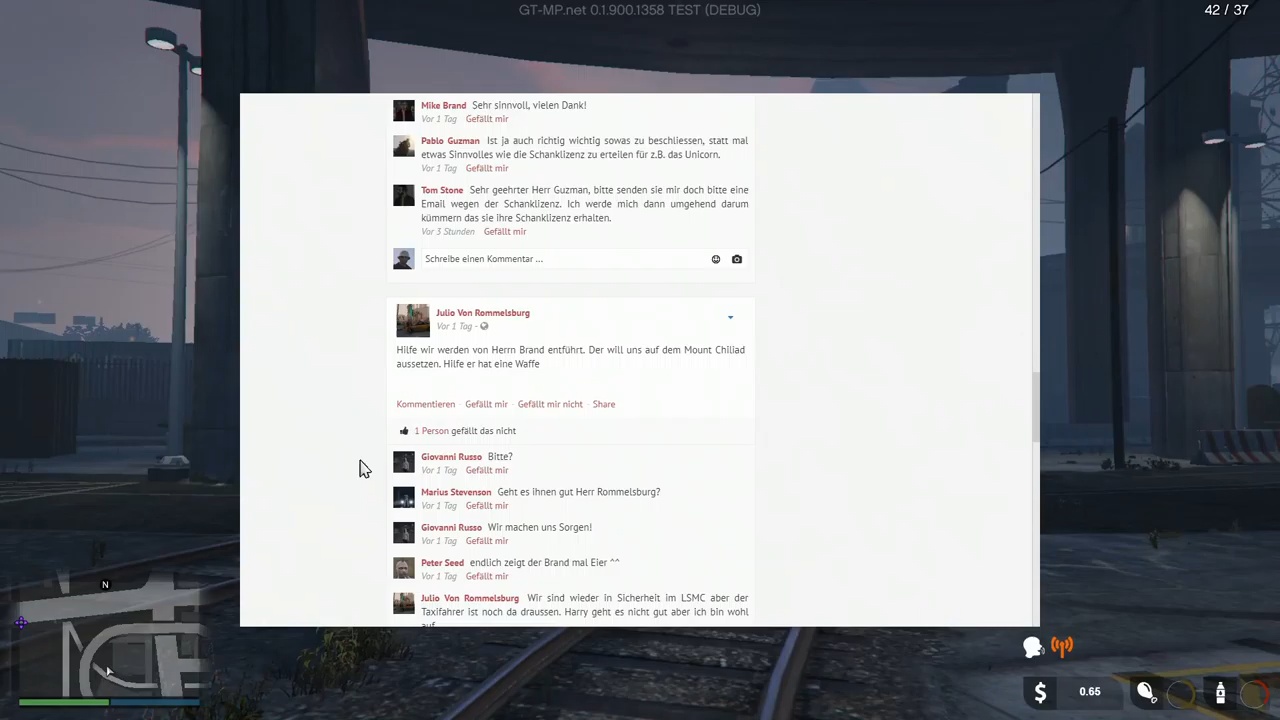 GT-MP.net 0.1.900.1358 TEST (DEBUG)
42 / 37
Mike Brand Sehr sinnvoll, vielen Dank!
Vor 1 Tag Gefällt mir
Pablo Guzman Ist ja auch richtig wichtig sowas zu beschliessen, statt mal
etwas Sinnvolles wie die Schanklizenz zu erteilen für z.B. das Unicorn.
Vor 1 Tag Gefällt mir
Tom Stone Sehr geehrter Herr Guzman, bitte senden sie mir doch bitte eine
Email wegen der Schanklizenz. Ich werde mich dann umgehend darum
kümmern das sie ihre Schanklizenz erhalten.
Vor 3 Stunden Gefällt mir
Schreibe einen Kommentar ...
Julio Von Rommelsburg
Vor 1 Tag -
Hilfe wir werden von Herrn Brand entführt. Der will uns auf dem Mount Chiliad
aussetzen. Hilfe er hat eine Waffe
Kommentieren · Gefällt mir · Gefällt mir nicht · Share
1 Person gefällt das nicht
Giovanni Russo Bitte?
Vor 1 Tag Gefällt mir
Marius Stevenson Geht es ihnen gut Herr Rommelsburg?
Vor 1 Tag Gefällt mir
Giovanni Russo Wir machen uns Sorgen!
Vor 1 Tag Gefällt mir
Peter Seed endlich zeigt der Brand mal Eier ^^
Vor 1 Tag Gefällt mir
Julio Von Rommelsburg Wir sind wieder in Sicherheit im LSMC aber der
Taxifahrer ist noch da draussen. Harry geht es nicht gut aber ich bin wohl
auf
N
$ 0.65